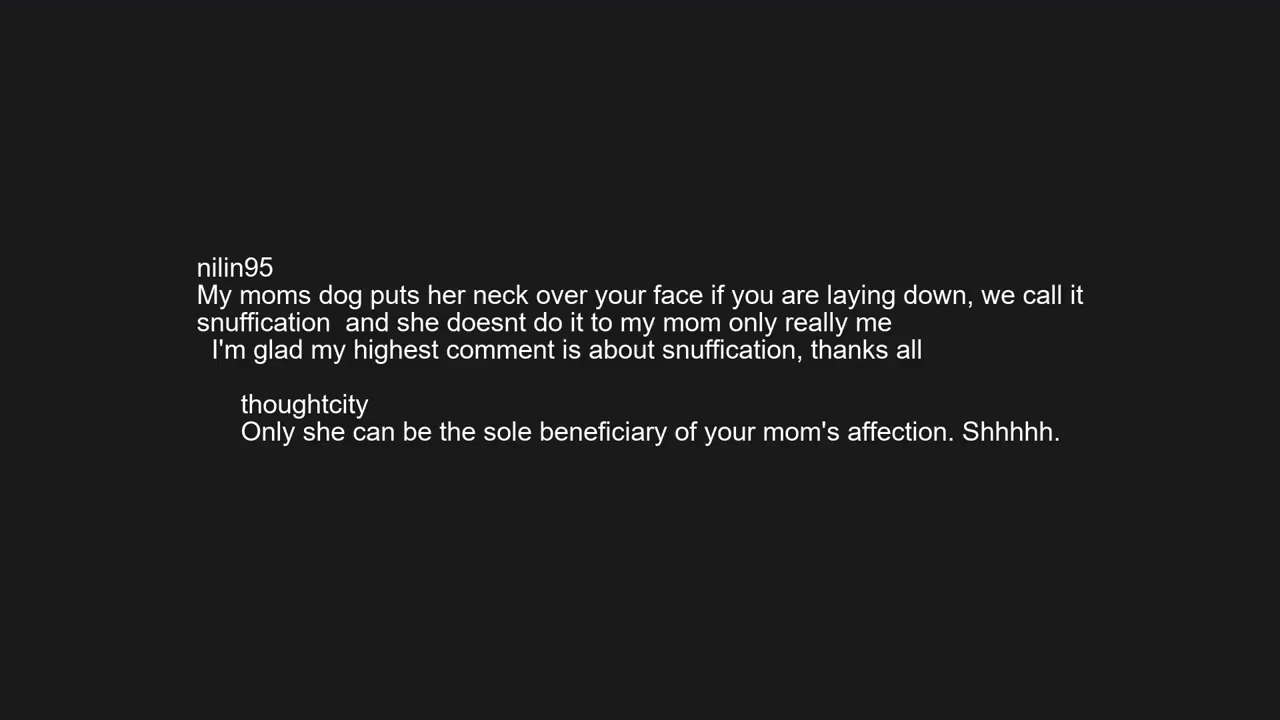 nilin95
My moms dog puts her neck over your face if you are laying down, we call it
snuffication  and she doesnt do it to my mom only really me
I'm glad my highest comment is about snuffication, thanks all
thoughtcity
Only she can be the sole beneficiary of your mom's affection. Shhhhh.